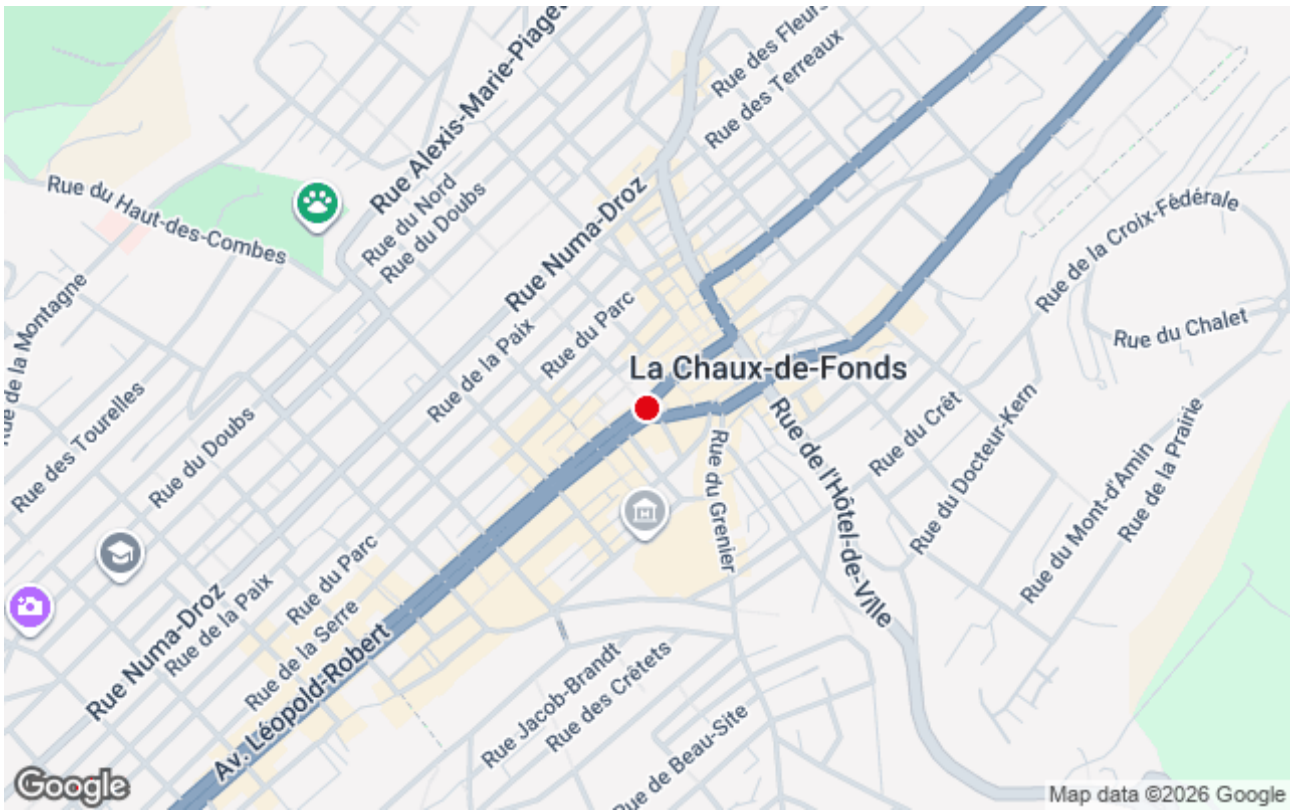 Rue Alexis-Marie-Piaget
Rue des Fleurs
Rue des Terreaux
Rue du Haut-des-Combes
Rue du Nord
Rue du Doubs
Rue Numa-Droz
Rue de la Croix-Fédérale
Rue de la Montagne
Rue du Parc
Rue de la Paix
Rue du Chalet
La Chaux-de-Fonds
Rue des Tourelles
Rue du Doubs
Rue du Crêt
Rue du Docteur-Kern
Rue de l'Hôtel-de-Ville
Rue du Grenier
Rue du Mont-d'Amin
Rue de la Prairie
Rue du Parc
Rue de la Paix
Rue Numa-Droz
Rue de la Serre
Av. Léopold-Robert
Rue Jacob-Brandt
Rue des Crêtets
Rue de Beau-Site
Google
Map data ©2026 Google